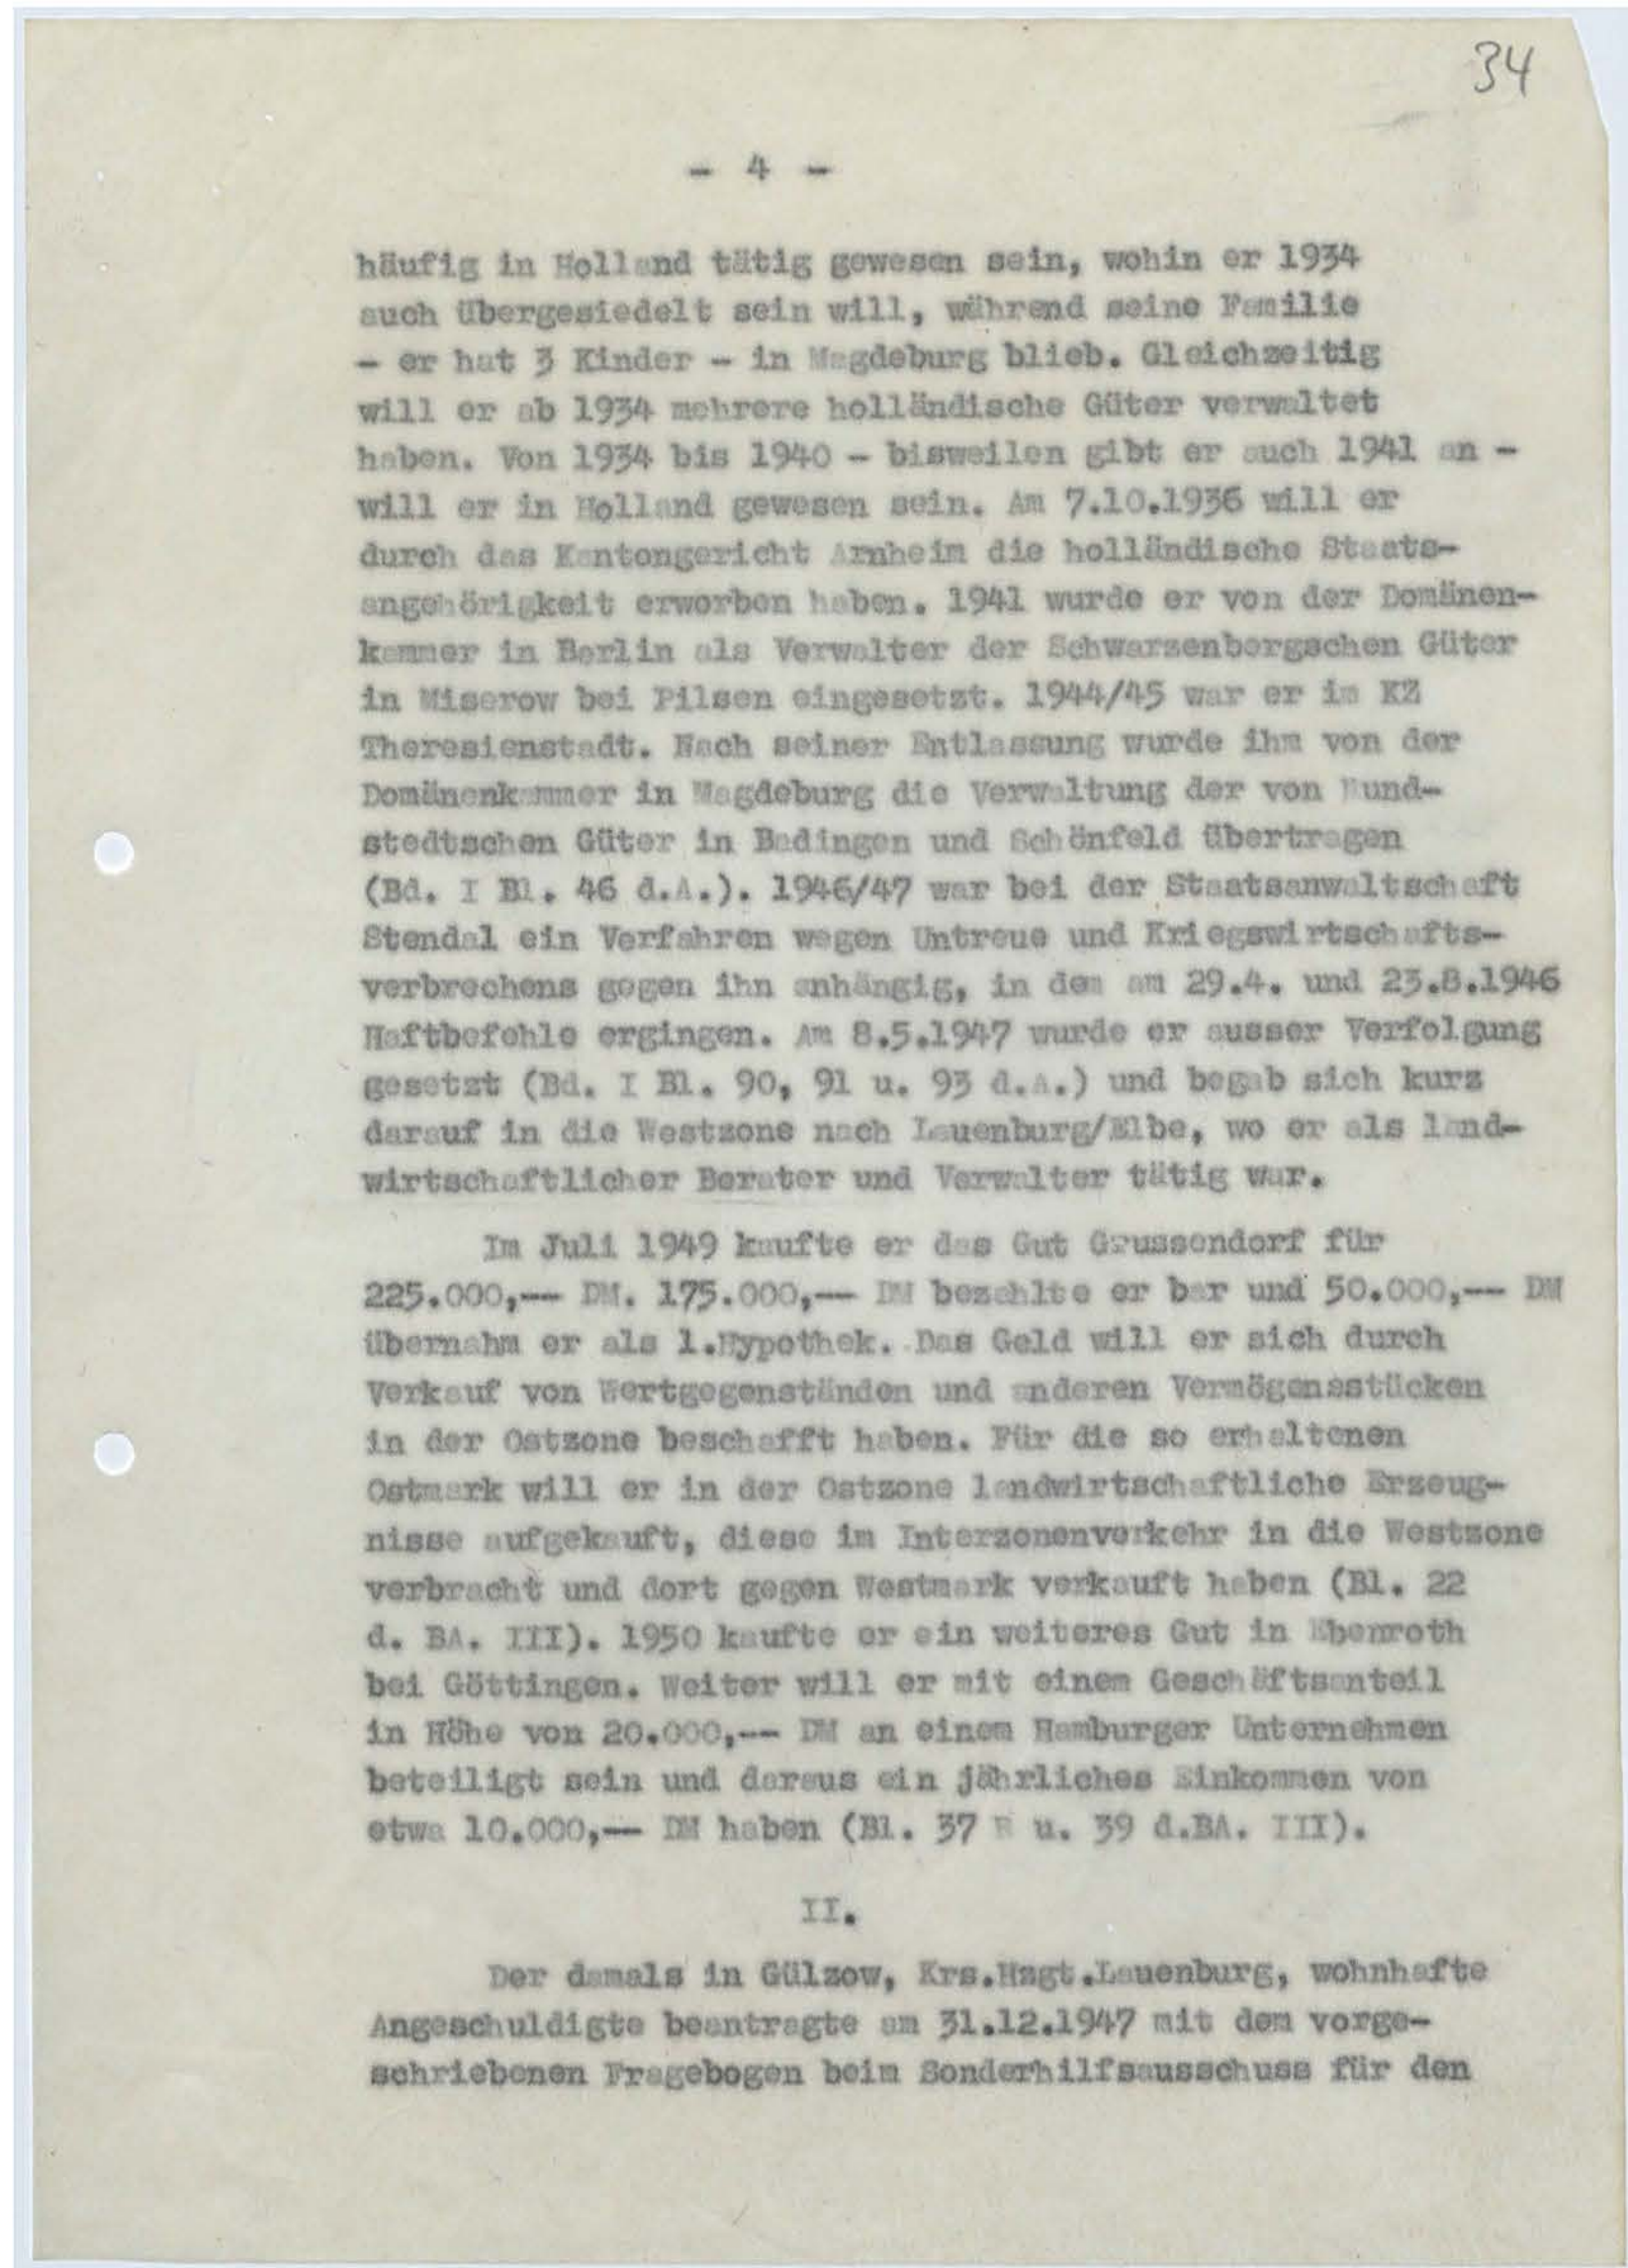 34
- 4 -
häufig in Holland tätig gewesen sein, wohin er 1934
auch übergesiedelt sein will, während seine Familie
- er hat 3 Kinder - in Magdeburg blieb. Gleichzeitig
will er ab 1934 mehrere holländische Güter verwaltet
haben. Von 1934 bis 1940 - bisweilen gibt er auch 1941 an -
will er in Holland gewesen sein. Am 7.10.1936 will er
durch das Kantongericht Arnheim die holländische Staats-
angehörigkeit erworben haben. 1941 wurde er von der Domänen-
kammer in Berlin als Verwalter der Schwarzenbergschen Güter
in Miserow bei Pilsen eingesetzt. 1944/45 war er im KZ
Theresienstadt. Nach seiner Entlassung wurde ihm von der
Domänenkammer in Magdeburg die Verwaltung der von Rund-
stedtschen Güter in Badingen und Schönfeld übertragen
(Bd. I Bl. 46 d.A.). 1946/47 war bei der Staatsanwaltschaft
Stendal ein Verfahren wegen Untreue und Kriegswirtschafts-
verbrechens gegen ihn anhängig, in dem am 29.4. und 23.8.1946
Haftbefehle ergingen. Am 8.5.1947 wurde er ausser Verfolgung
gesetzt (Bd. I Bl. 90, 91 u. 93 d.A.) und begab sich kurz
darauf in die Westzone nach Lauenburg/Elbe, wo er als land-
wirtschaftlicher Berater und Verwalter tätig war.
Im Juli 1949 kaufte er das Gut Grussendorf für
225.000,-- DM. 175.000,-- DM bezahlte er bar und 50.000,-- DM
übernahm er als 1.Hypothek. Das Geld will er sich durch
Verkauf von Wertgegenständen und anderen Vermögensstücken
in der Ostzone beschafft haben. Für die so erhaltenen
Ostmark will er in der Ostzone landwirtschaftliche Erzeug-
nisse aufgekauft, diese im Interzonenverkehr in die Westzone
verbracht und dort gegen Westmark verkauft haben (Bl. 22
d. BA. III). 1950 kaufte er ein weiteres Gut in Ebenroth
bei Göttingen. Weiter will er mit einem Geschäftsanteil
in Höhe von 20.000,-- DM an einem Hamburger Unternehmen
beteiligt sein und daraus ein jährliches Einkommen von
etwa 10.000,-- DM haben (Bl. 37 R u. 39 d.BA. III).
II.
Der damals in Gülzow, Krs.Hzgt.Lauenburg, wohnhafte
Angeschuldigte beantragte am 31.12.1947 mit dem vorge-
schriebenen Fragebogen beim Sonderhilfsausschuss für den